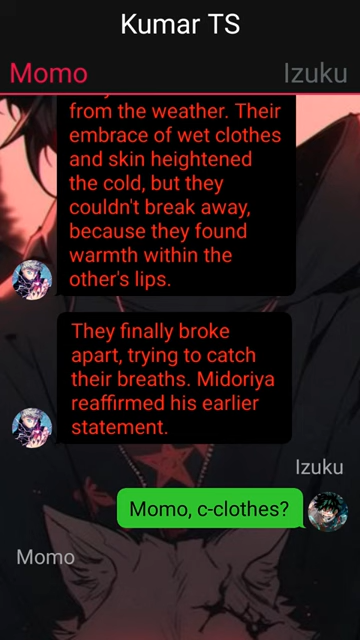 Kumar TS
Momo Izuku
from the weather. Their
embrace of wet clothes
and skin heightened
the cold, but they
couldn't break away,
because they found
warmth within the
other's lips.
They finally broke
apart, trying to catch
their breaths. Midoriya
reaffirmed his earlier
statement.
Izuku
Momo, c-clothes?
Momo